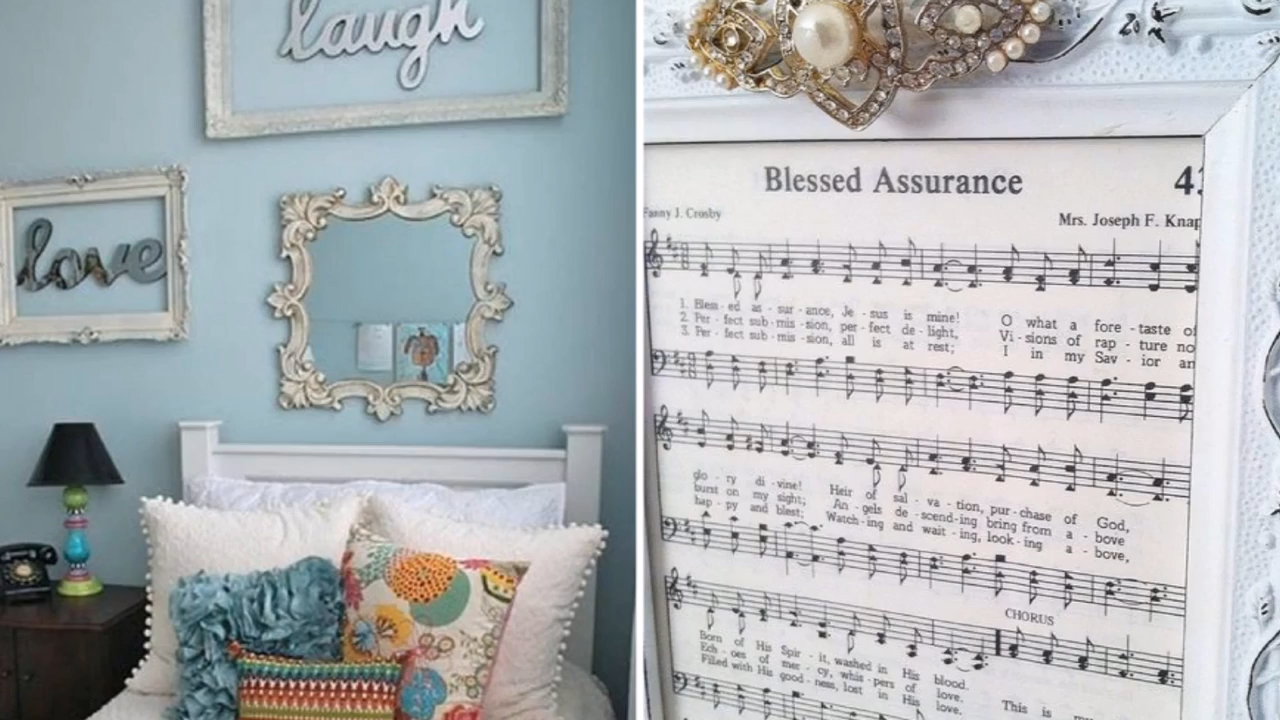 laugh
love
Blessed Assurance
Fanny J. Crosby
Mrs. Joseph F. Knap
1. Bless - ed as - sur - ance, Je - sus is mine! O what a fore - taste of
2. Per - fect sub - mis - sion, per - fect de - light, Vi - sions of rap - ture no
3. Per - fect sub - mis - sion, all is at rest; I in my Sav - ior an
glo - ry di - vine! Heir of sal - va - tion, pur - chase of God,
burst on my sight; An - gels de - scend - ing bring from a - bove
hap - py and blest; Watch - ing and wait - ing, look - ing a - bove,
CHORUS
Born of His Spir - it, washed in His blood.
Ech - oes of mer - cy, whis - pers of love. This is
Filled with His good - ness, lost in His love.